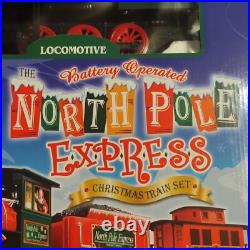 LOCOMOTIVE
THE Battery Operated
NORTH POLE
EXPRESS
CHRISTMAS TRAIN SET
North Pole Express